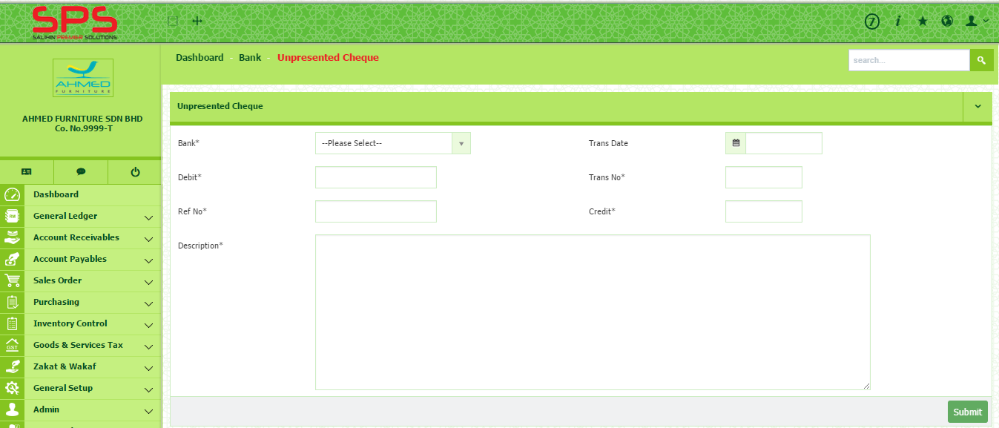 SPS
SALIHIN PREMIER SOLUTIONS
7
i
Dashboard - Bank - Unpresented Cheque
search...
AHMED
FURNITURE
AHMED FURNITURE SDN BHD
Co. No.9999-T
Dashboard
RM
General Ledger
Account Receivables
Account Payables
Sales Order
Purchasing
Inventory Control
GST
Goods & Services Tax
Zakat & Wakaf
General Setup
Admin
Unpresented Cheque
Bank* --Please Select-- Trans Date
Debit* Trans No*
Ref No* Credit*
Description*
Submit